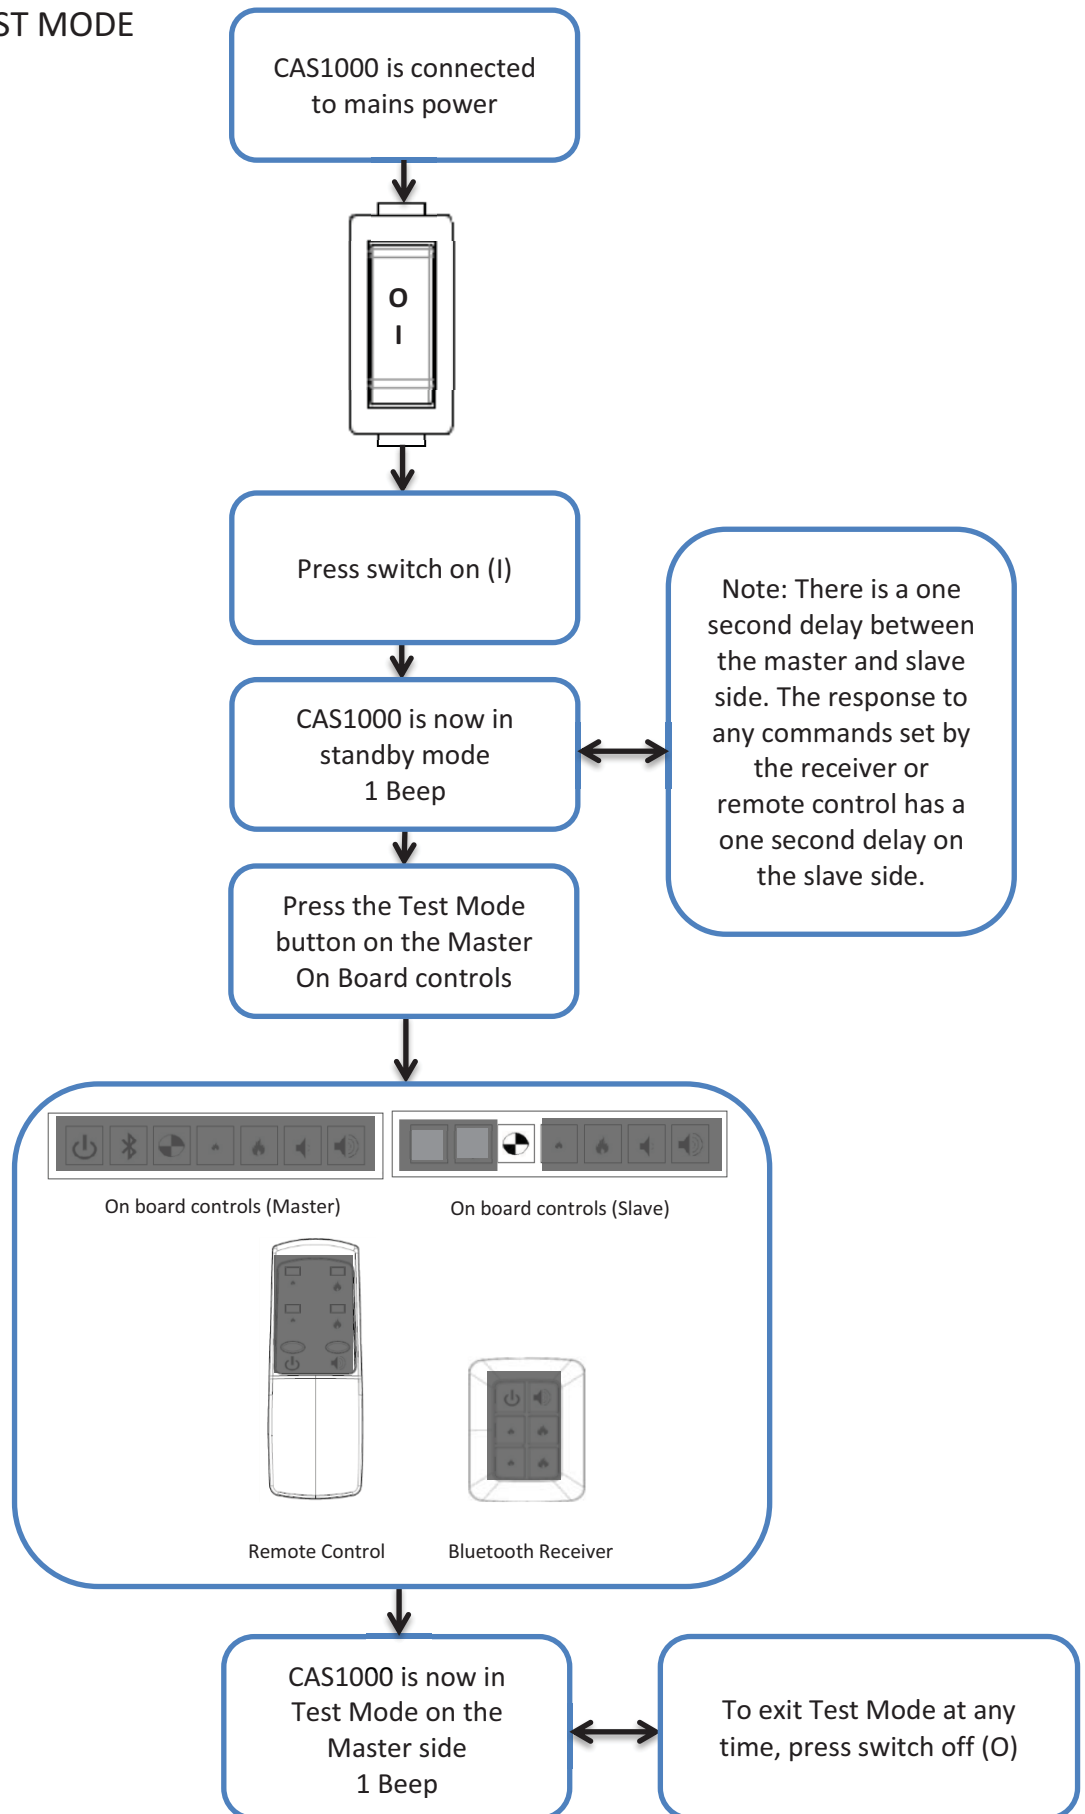 ST MODE
CAS1000 is connected
to mains power
O
I
Press switch on (I)
CAS1000 is now in
standby mode
1 Beep
Note: There is a one
second delay between
the master and slave
side. The response to
any commands set by
the receiver or
remote control has a
one second delay on
the slave side.
Press the Test Mode
button on the Master
On Board controls
On board controls (Master)
On board controls (Slave)
Remote Control
Bluetooth Receiver
CAS1000 is now in
Test Mode on the
Master side
1 Beep
To exit Test Mode at any
time, press switch off (O)